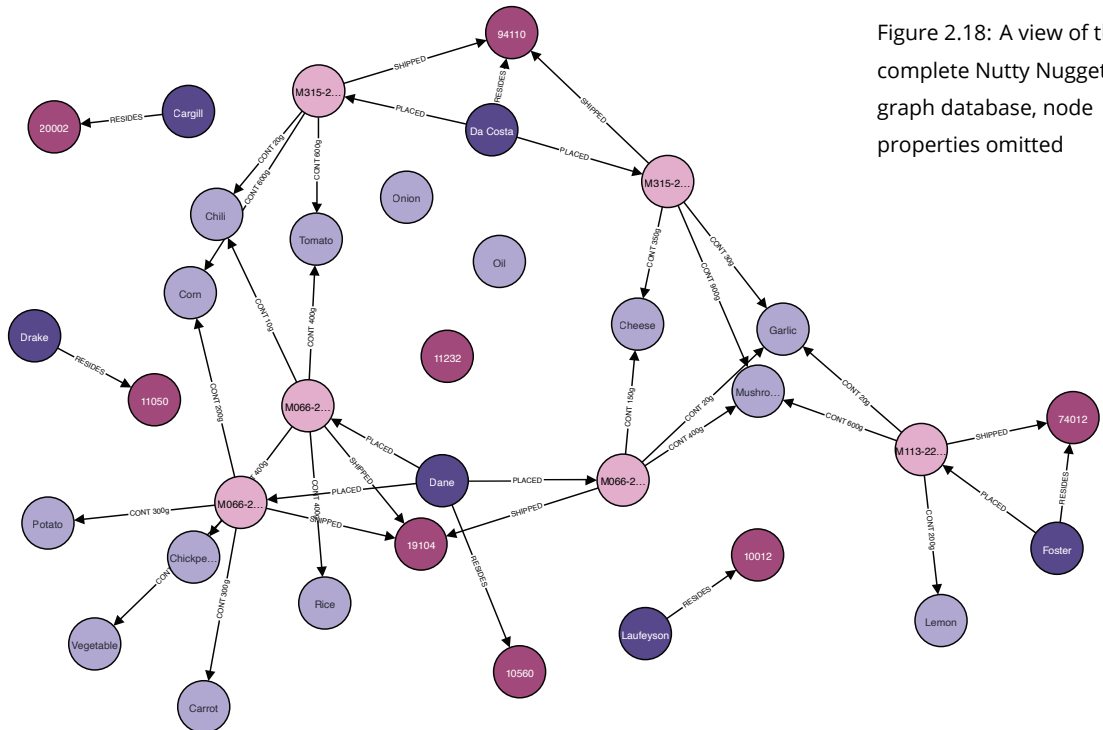 Figure 2.18: A view of t
complete Nutty Nugget
graph database, node
properties omitted
94110
SHIPPED
M315-2...
RESIDES
SHIPPED
20002
RESIDES
Cargill
PLACED
Da Costa
PLACED
CONT 20g
CONT 600g
CONT 600g
M315-2...
Chili
Onion
Tomato
Oil
CONT 350g
CONT 30g
CONT 900g
Corn
CONT 10g
CONT 400g
Cheese
Garlic
Drake
RESIDES
11232
11050
CONT 200g
CONT 150g
CONT 20g
CONT 400g
Mushro...
CONT 20g
CONT 600g
M066-2...
PLACED
SHIPPED
74012
SHIPPED
M113-22...
400g
Dane
PLACED
PLACED
M066-2...
M066-2...
CONT 300g
CONT 400g
SHIPPED
SHIPPED
PLACED
RESIDES
CONT 200g
Potato
19104
Chickpe...
10012
Foster
CON
CONT 300g
RESIDES
Rice
RESIDES
Lemon
Vegetable
Laufeyson
10560
Carrot